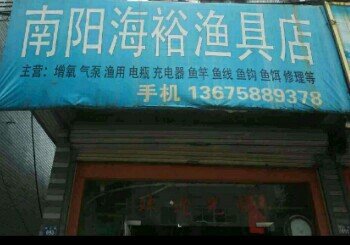 南阳海裕渔具店
主营：增氧 气泵 渔用 电瓶 充电器 鱼竿 鱼线 鱼钩 鱼饵 修理等
手机 13675889378